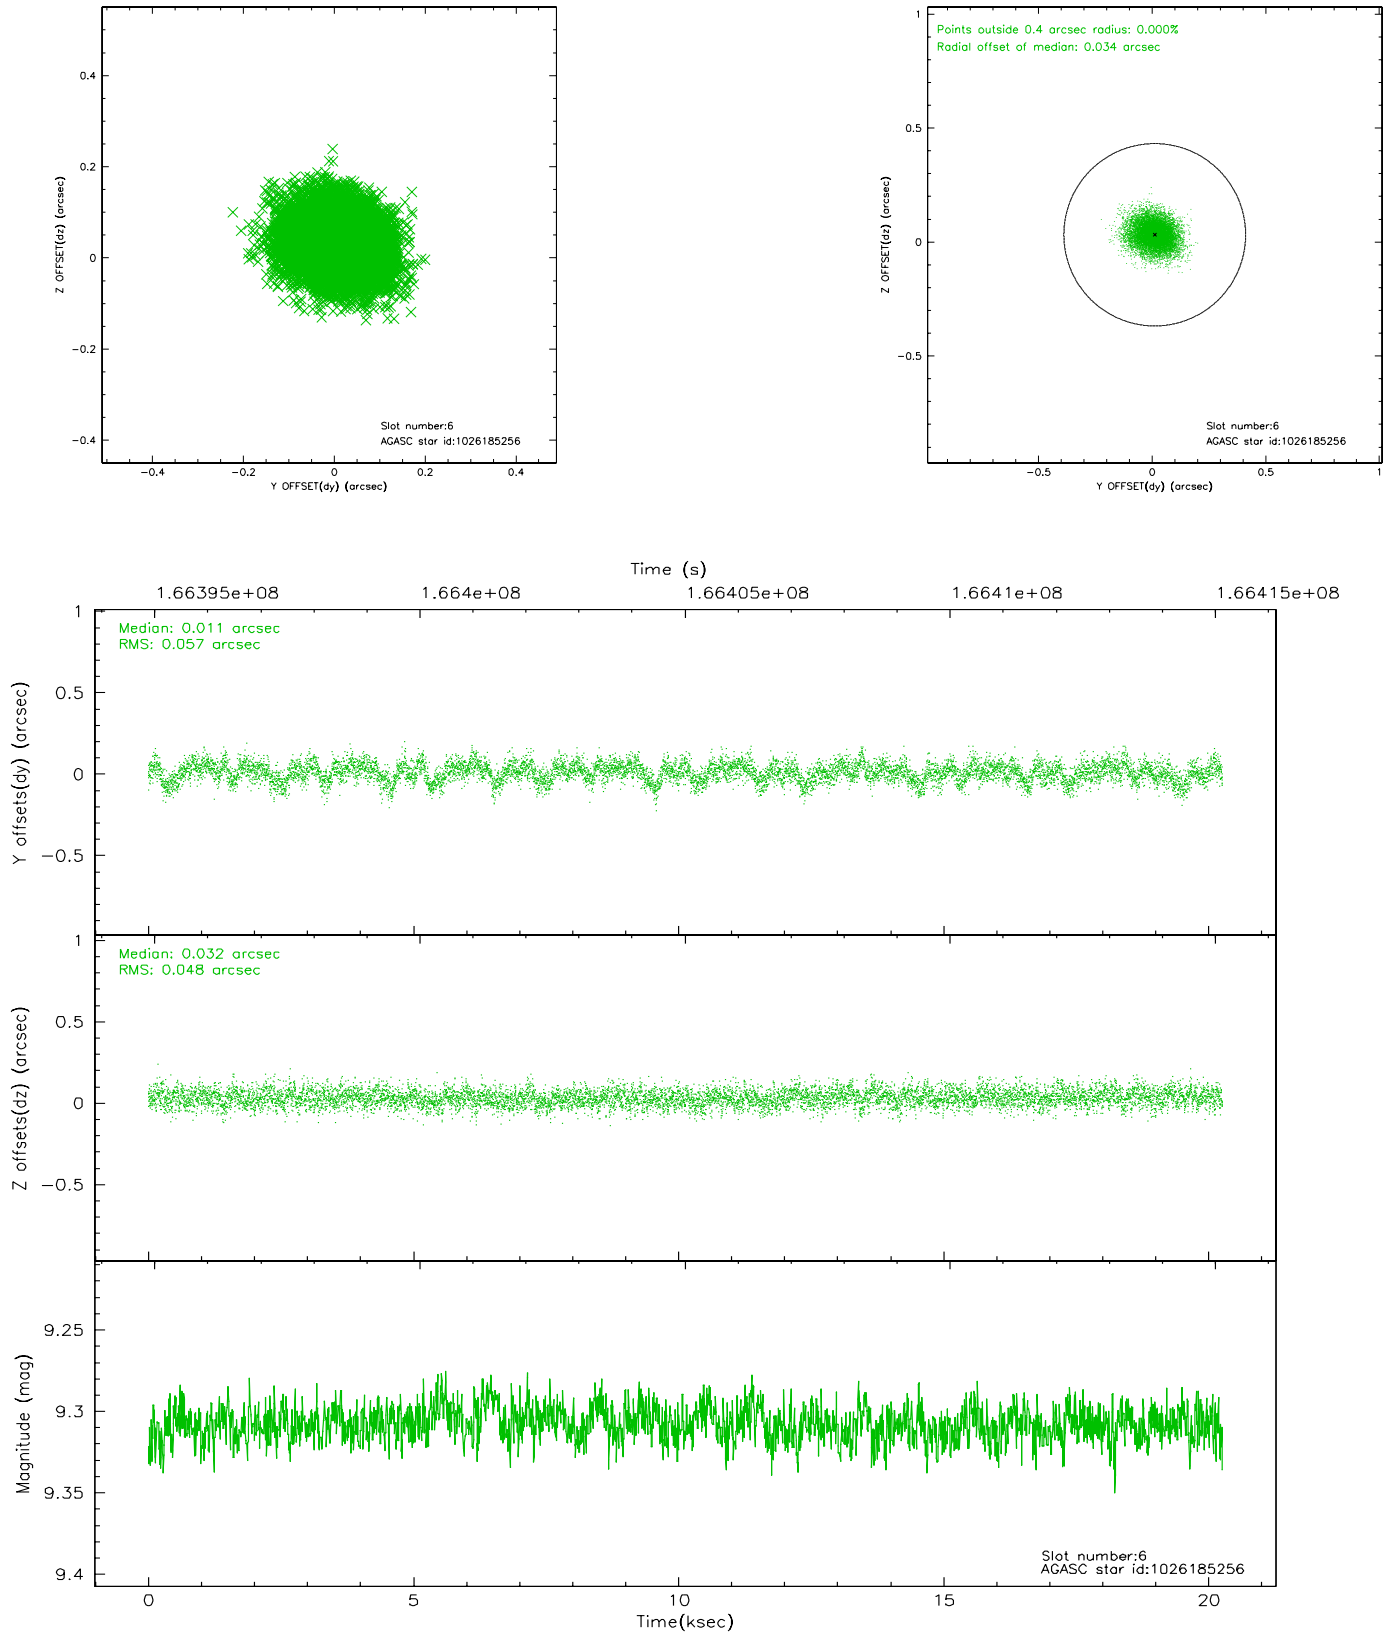 0.4
0.2
0
-0.2
-0.4
Z OFFSET(dz) (arcsec)
Slot number:6
AGASC star id:1026185256
-0.4 -0.2 0 0.2 0.4
Y OFFSET(dy) (arcsec)
Points outside 0.4 arcsec radius: 0.000%
Radial offset of median: 0.034 arcsec
1
0.5
0
-0.5
Z OFFSET(dz) (arcsec)
Slot number:6
AGASC star id:1026185256
-0.5 0 0.5 1
Y OFFSET(dy) (arcsec)
Time (s)
1.66395e+08 1.664e+08 1.66405e+08 1.6641e+08 1.66415e+08
Median: 0.011 arcsec
RMS: 0.057 arcsec
1
0.5
0
-0.5
Y offsets(dy) (arcsec)
Median: 0.032 arcsec
RMS: 0.048 arcsec
1
0.5
0
-0.5
Z offsets(dz) (arcsec)
9.25
9.3
9.35
9.4
Magnitude (mag)
Slot number:6
AGASC star id:1026185256
0 5 10 15 20
Time(ksec)